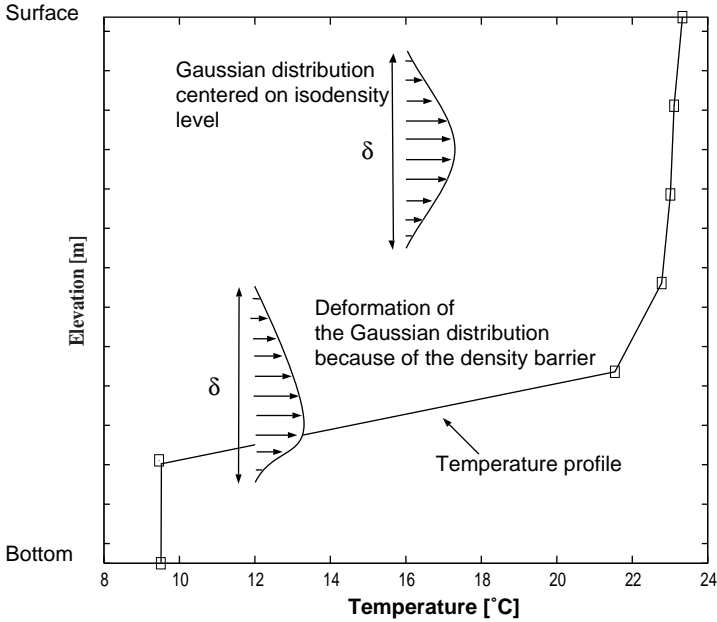 Surface
Gaussian distribution
centered on isodensity
level
δ
Elevation [m]
Deformation of
the Gaussian distribution
because of the density barrier
δ
Temperature profile
Bottom
8 10 12 14 16 18 20 22 24
Temperature [˚C]